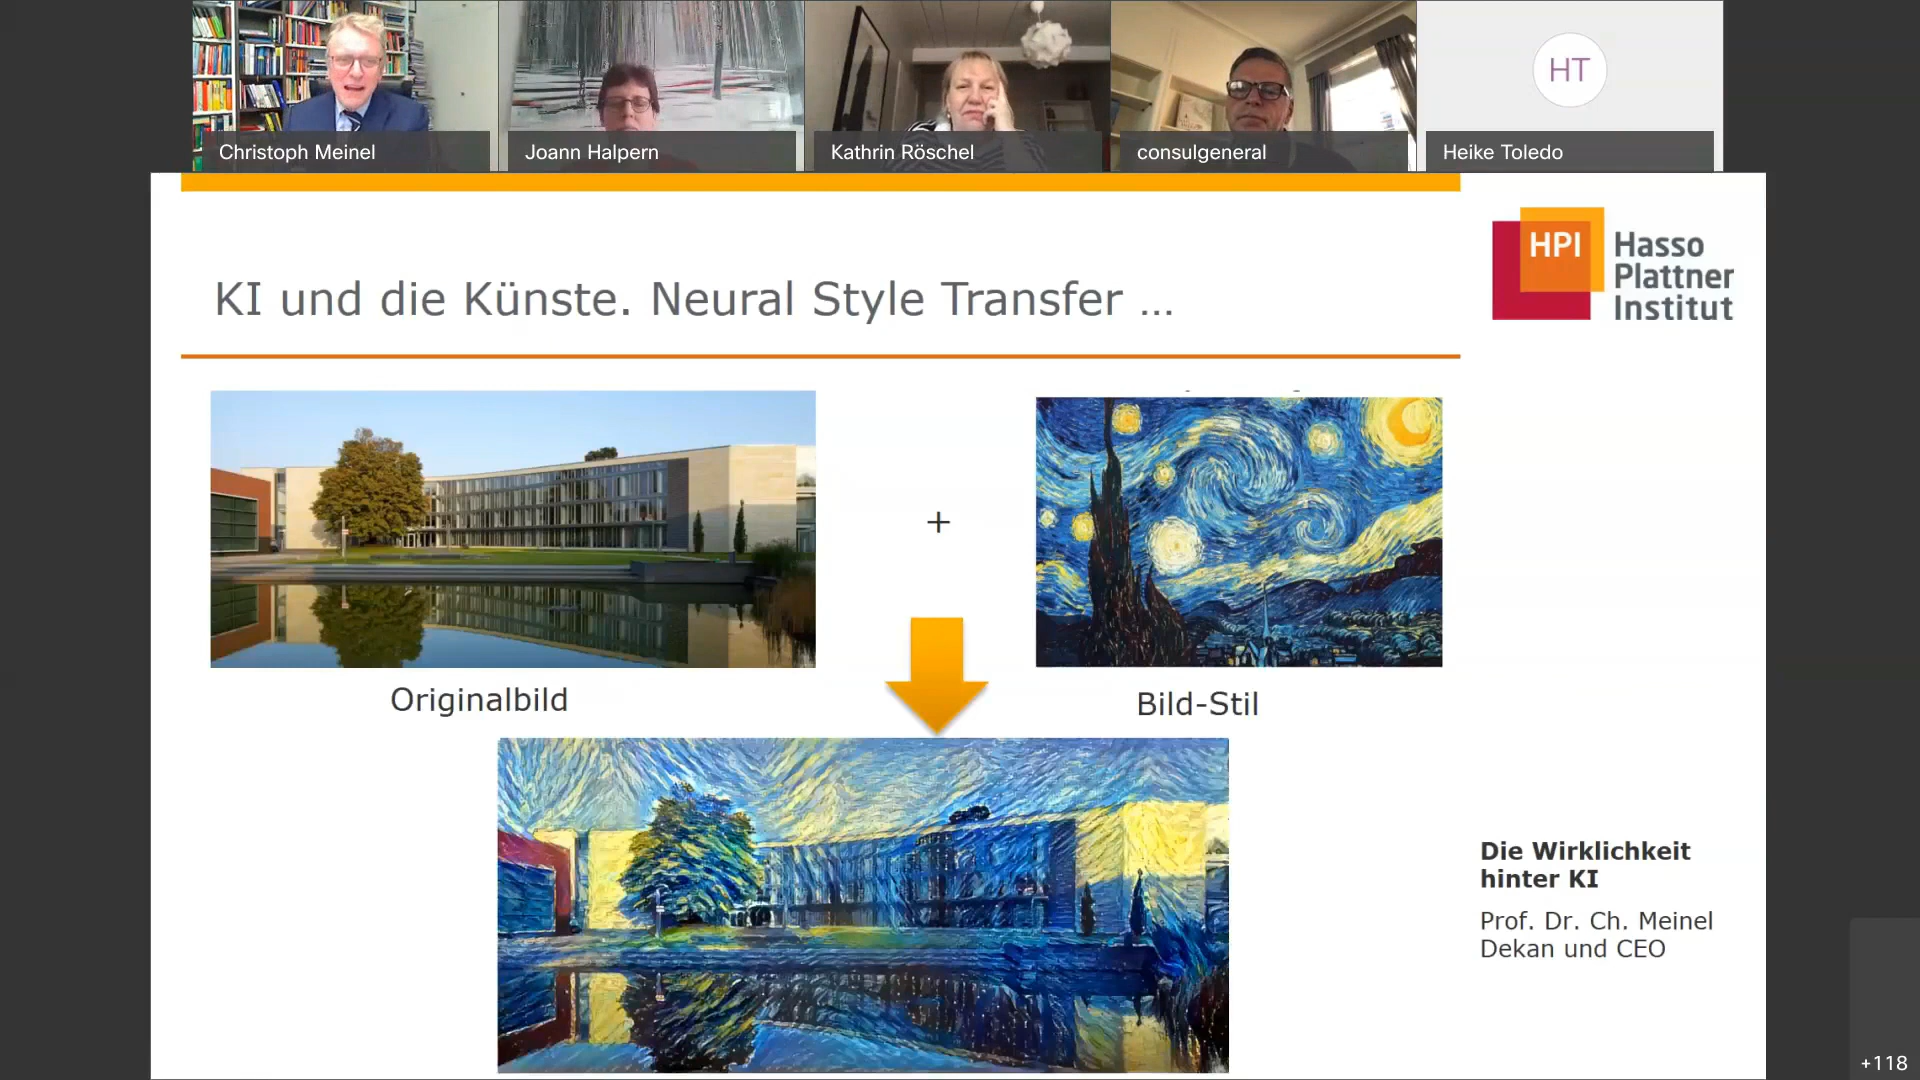 Christoph Meinel
Joann Halpern
Kathrin Röschel
consulgeneral
HT
Heike Toledo
HPI
Hasso
Plattner
Institut
KI und die Künste. Neural Style Transfer ...
+
Originalbild
Bild-Stil
Die Wirklichkeit
hinter KI
Prof. Dr. Ch. Meinel
Dekan und CEO
+118